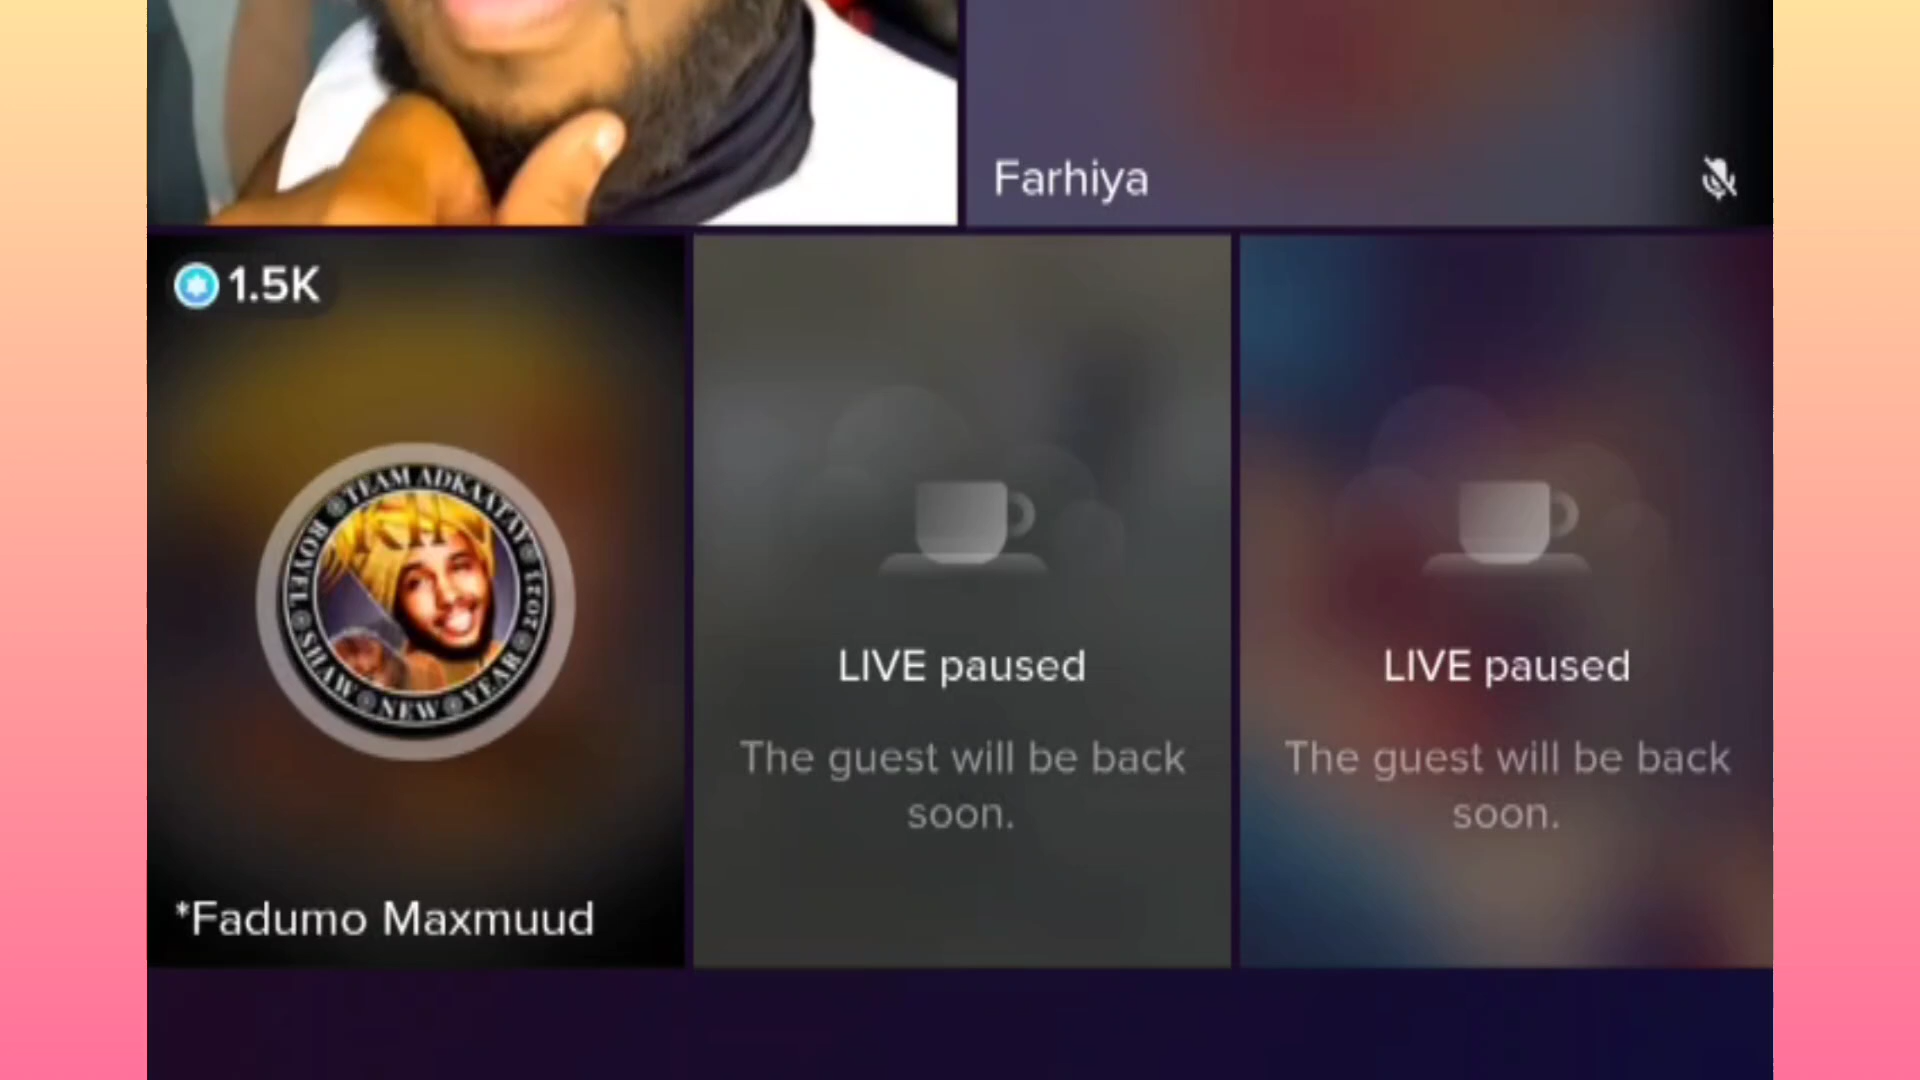 Farhiya
1.5K
TEAM ADKAATAY
2021
NEW YEAR
ROYEL SHAW
*Fadumo Maxmuud
LIVE paused
The guest will be back
soon.
LIVE paused
The guest will be back
soon.